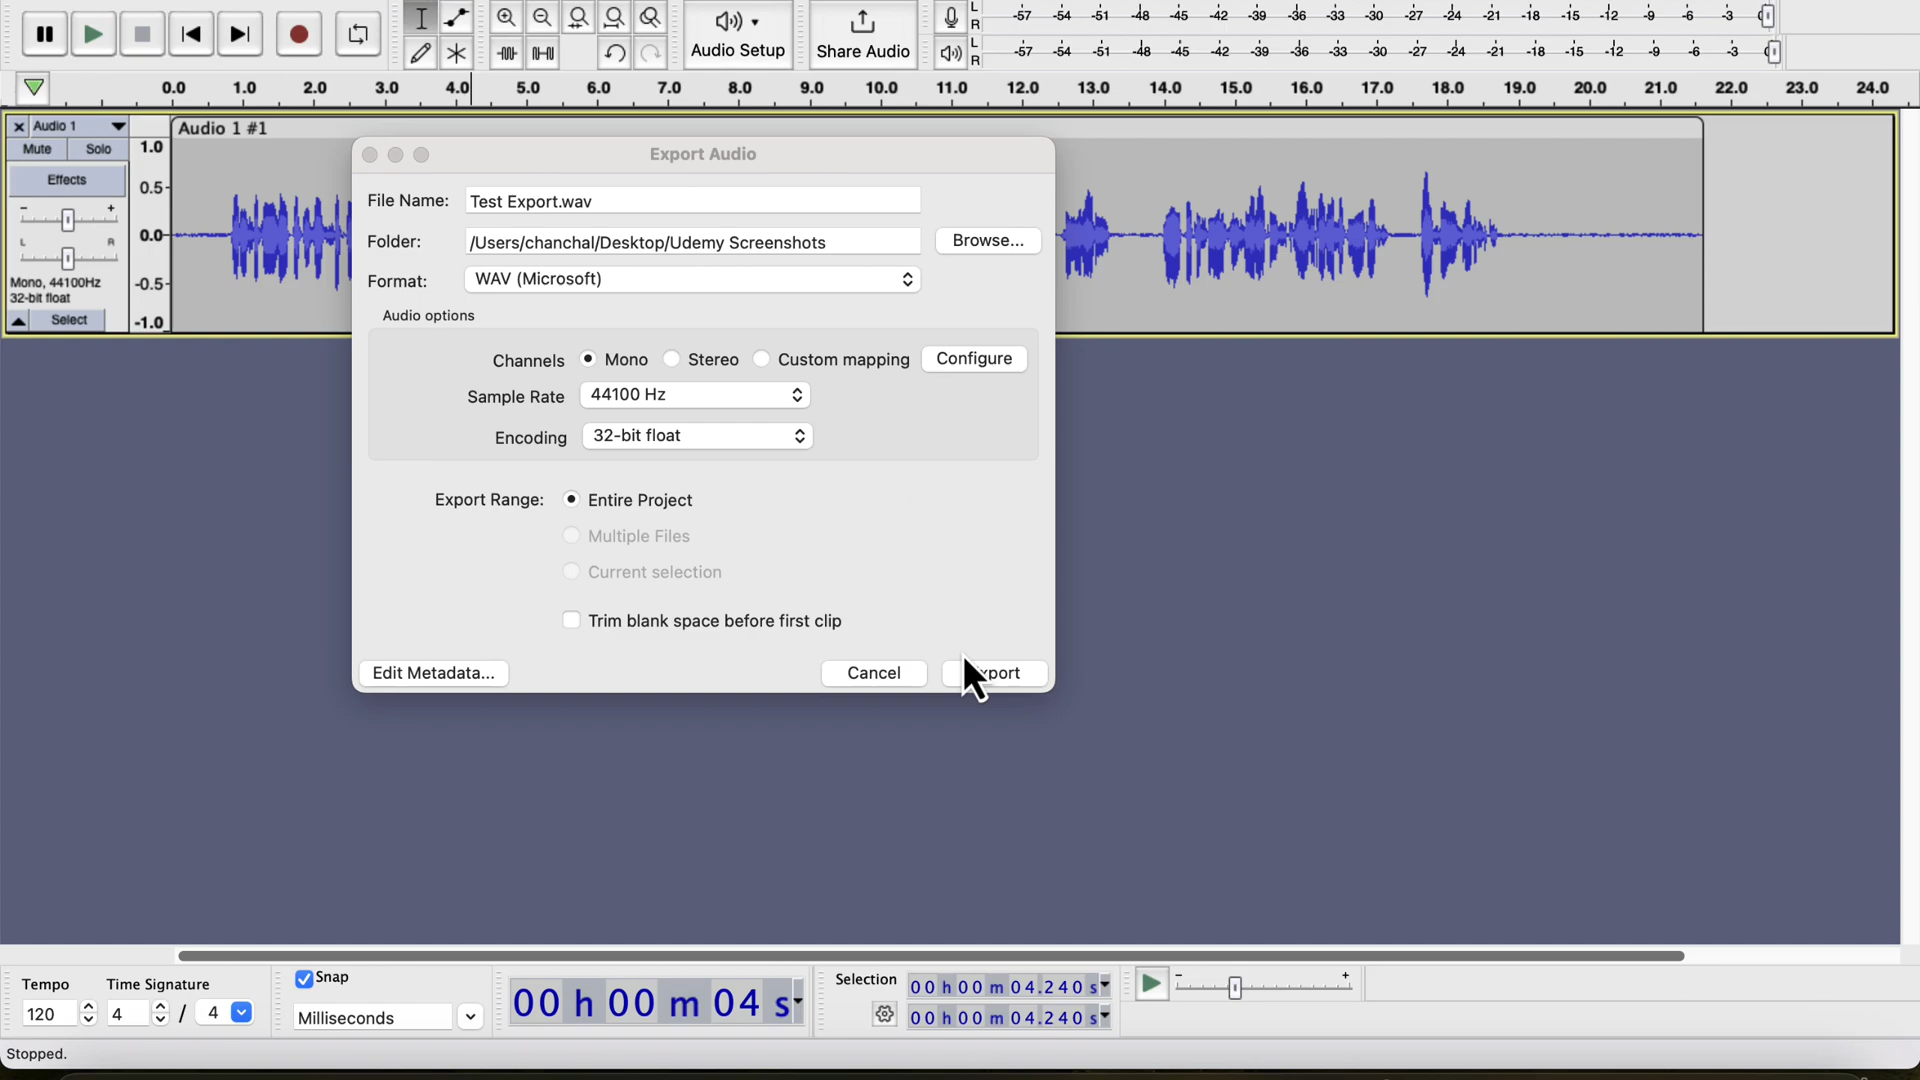 Audio Setup
Share Audio
L
R
-57 -54 -51 -48 -45 -42 -39 -36 -33 -30 -27 -24 -21 -18 -15 -12 -9 -6 -3
L
R
-57 -54 -51 -48 -45 -42 -39 -36 -33 -30 -27 -24 -21 -18 -15 -12 -9 -6 -3
0.0 1.0 2.0 3.0 4.0 5.0 6.0 7.0 8.0 9.0 10.0 11.0 12.0 13.0 14.0 15.0 16.0 17.0 18.0 19.0 20.0 21.0 22.0 23.0 24.0
Audio 1
Mute Solo
Effects
- +
L R
Mono, 44100Hz
32-bit float
Select
1.0
0.5
0.0
-0.5
-1.0
Audio 1 #1
Export Audio
File Name: Test Export.wav
Folder: /Users/chanchal/Desktop/Udemy Screenshots Browse...
Format: WAV (Microsoft)
Audio options
Channels Mono Stereo Custom mapping Configure
Sample Rate 44100 Hz
Encoding 32-bit float
Export Range: Entire Project
Multiple Files
Current selection
Trim blank space before first clip
Edit Metadata... Cancel port
Tempo
120
Time Signature
4 / 4
Snap
Milliseconds
00 h 00 m 04 s
Selection
00 h 00 m 04.240 s
00 h 00 m 04.240 s
- +
Stopped.